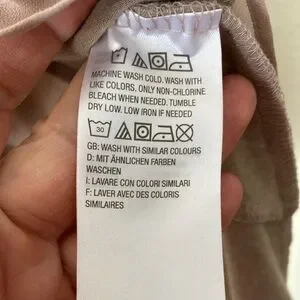 MACHINE WASH COLD. WASH WITH
LIKE COLORS. ONLY NON-CHLORINE
BLEACH WHEN NEEDED. TUMBLE
DRY LOW. LOW IRON IF NEEDED
30
GB: WASH WITH SIMILAR COLOURS
D: MIT ÄHNLICHEN FARBEN
WASCHEN
I: LAVARE CON COLORI SIMILARI
F: LAVER AVEC DES COLORIS
SIMILAIRES